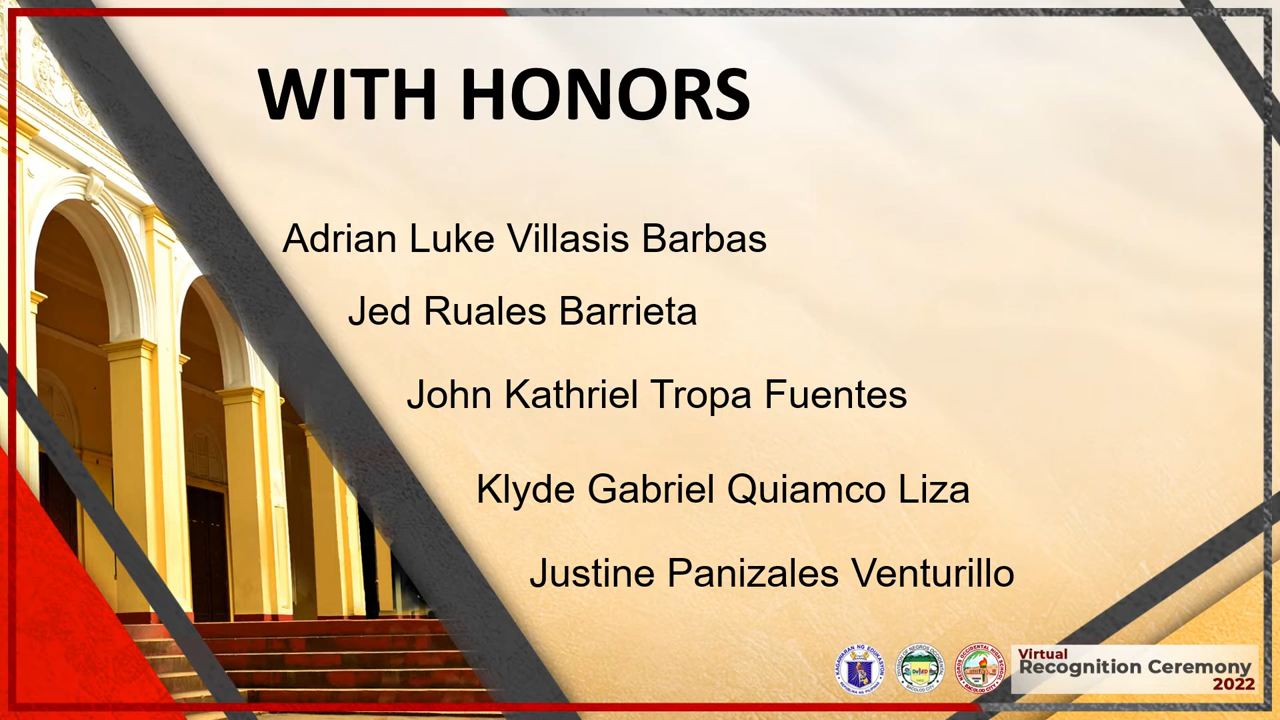 WITH HONORS
Adrian Luke Villasis Barbas
Jed Ruales Barrieta
John Kathriel Tropa Fuentes
Klyde Gabriel Quiamco Liza
Justine Panizales Venturillo
Virtual
Recognition Ceremony
2022